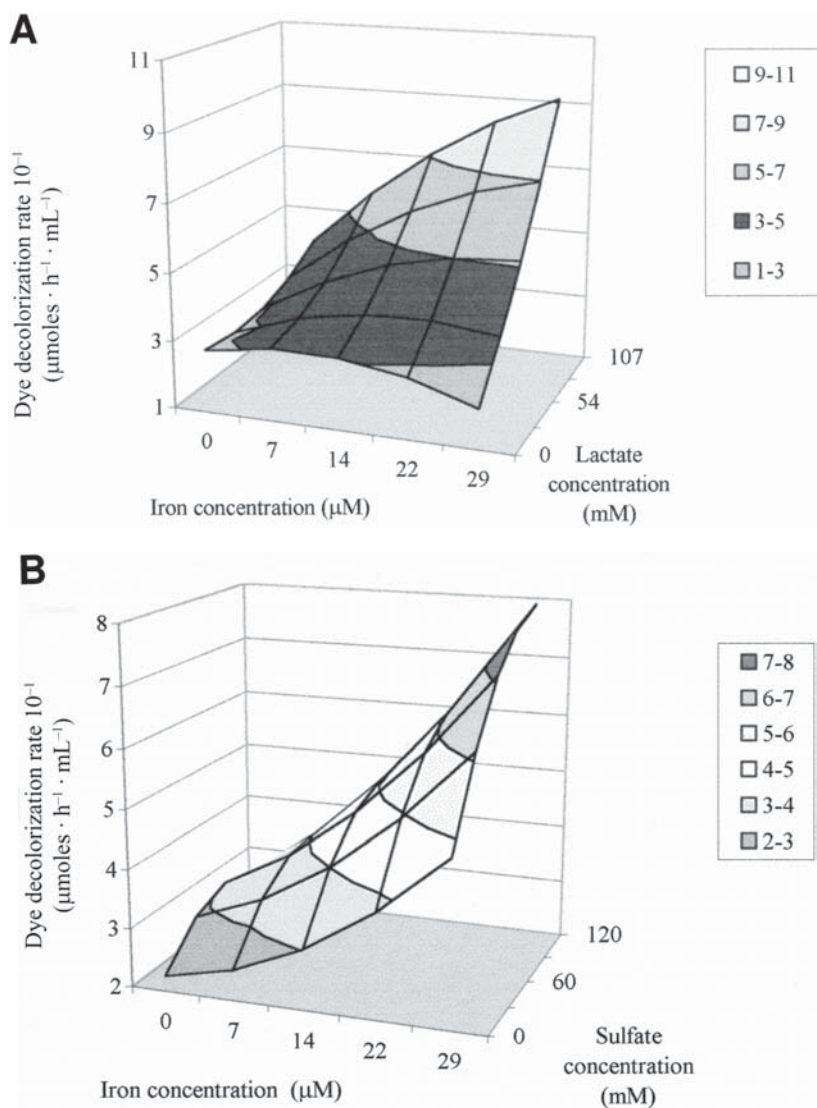 A
Dye decolorization rate 10⁻¹
(μmoles · h⁻¹ · mL⁻¹)
11
9
7
5
3
1
0
7
14
22
29
Iron concentration (μM)
0
54
107
Lactate
concentration
(mM)
9-11
7-9
5-7
3-5
1-3
B
Dye decolorization rate 10⁻¹
(μmoles · h⁻¹ · mL⁻¹)
8
7
6
5
4
3
2
0
7
14
22
29
Iron concentration (μM)
0
60
120
Sulfate
concentration
(mM)
7-8
6-7
5-6
4-5
3-4
2-3